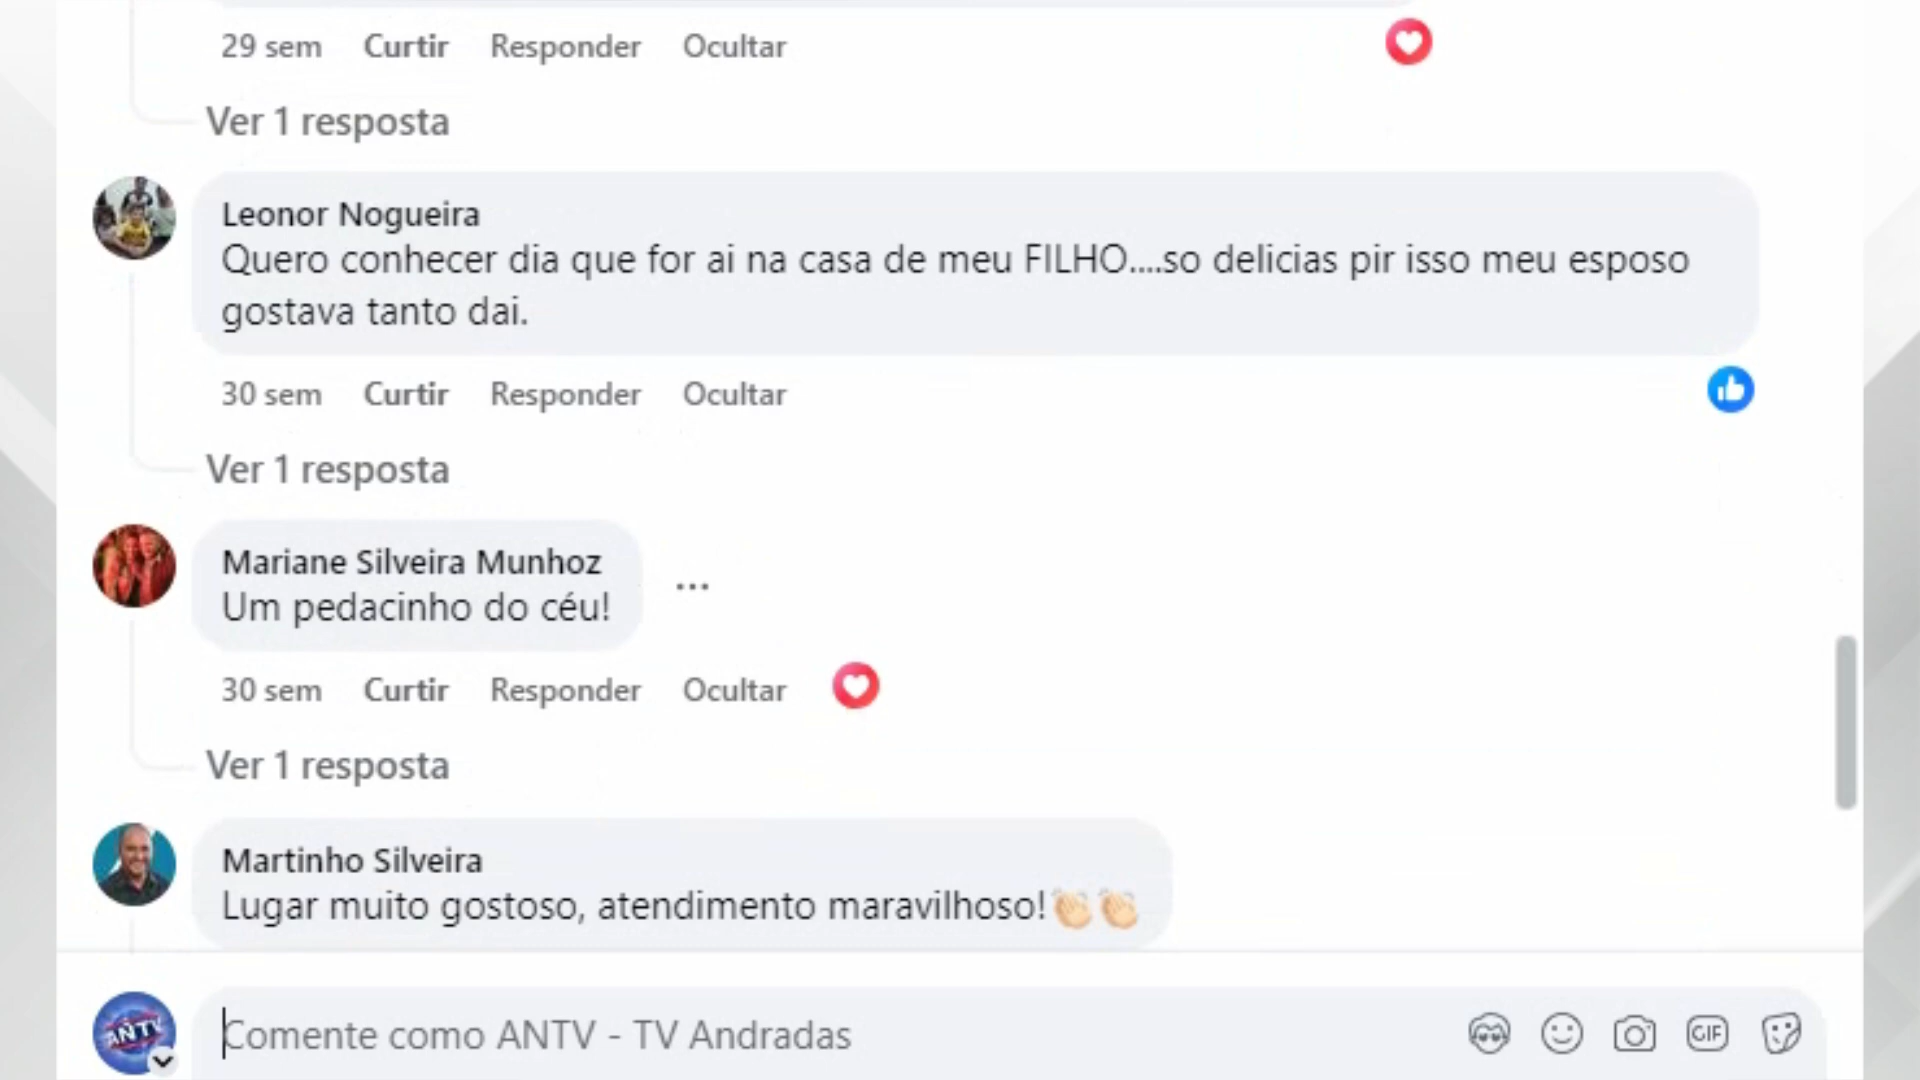 29 sem Curtir Responder Ocultar
Ver 1 resposta
Leonor Nogueira
Quero conhecer dia que for ai na casa de meu FILHO....so delicias pir isso meu esposo
gostava tanto dai.
30 sem Curtir Responder Ocultar
Ver 1 resposta
Mariane Silveira Munhoz
Um pedacinho do céu!
30 sem Curtir Responder Ocultar
Ver 1 resposta
Martinho Silveira
Lugar muito gostoso, atendimento maravilhoso!👏🏻👏🏻
ANTV
Comente como ANTV - TV Andradas
GIF